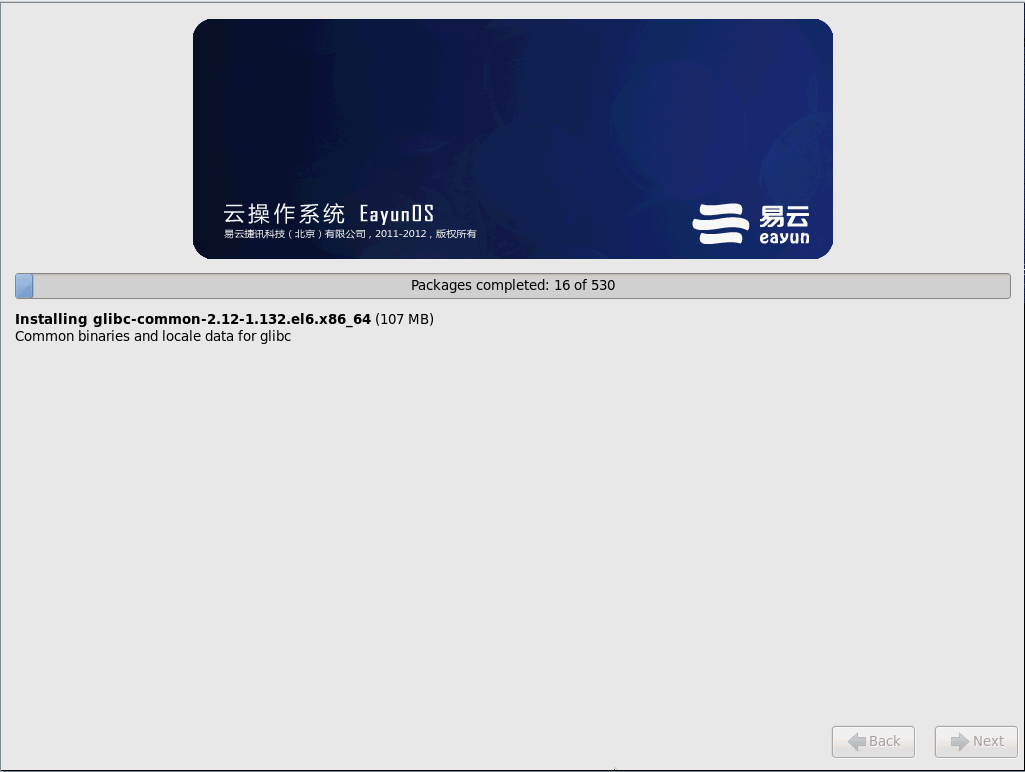 云操作系统 EayunOS
易云捷讯科技（北京）有限公司，2011-2012，版权所有
易云
eayun
Packages completed: 16 of 530
Installing glibc-common-2.12-1.132.el6.x86_64 (107 MB)
Common binaries and locale data for glibc
Back
Next